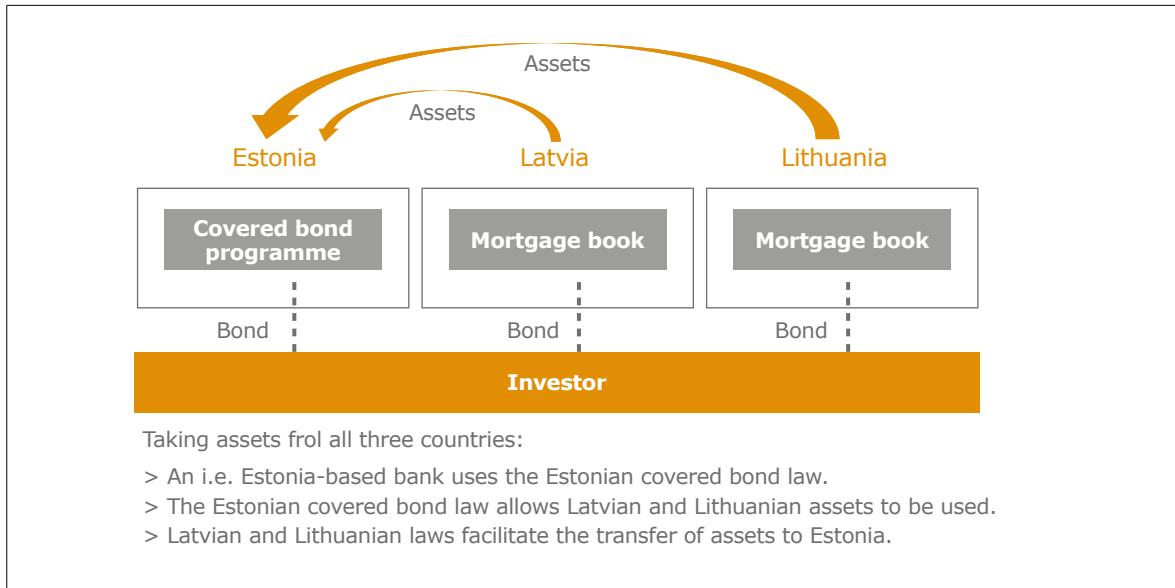 Assets
Assets
Estonia
Latvia
Lithuania
Covered bond
programme
Mortgage book
Mortgage book
Bond
Bond
Bond
Investor
Taking assets frol all three countries:
> An i.e. Estonia-based bank uses the Estonian covered bond law.
> The Estonian covered bond law allows Latvian and Lithuanian assets to be used.
> Latvian and Lithuanian laws facilitate the transfer of assets to Estonia.